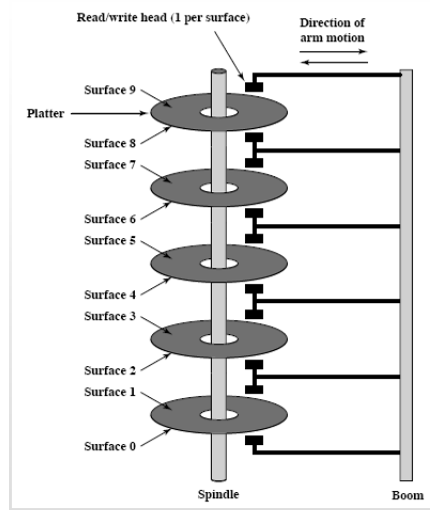 Read/write head (1 per surface)
Direction of
arm motion
Surface 9
Platter
Surface 8
Surface 7
Surface 6
Surface 5
Surface 4
Surface 3
Surface 2
Surface 1
Surface 0
Spindle
Boom